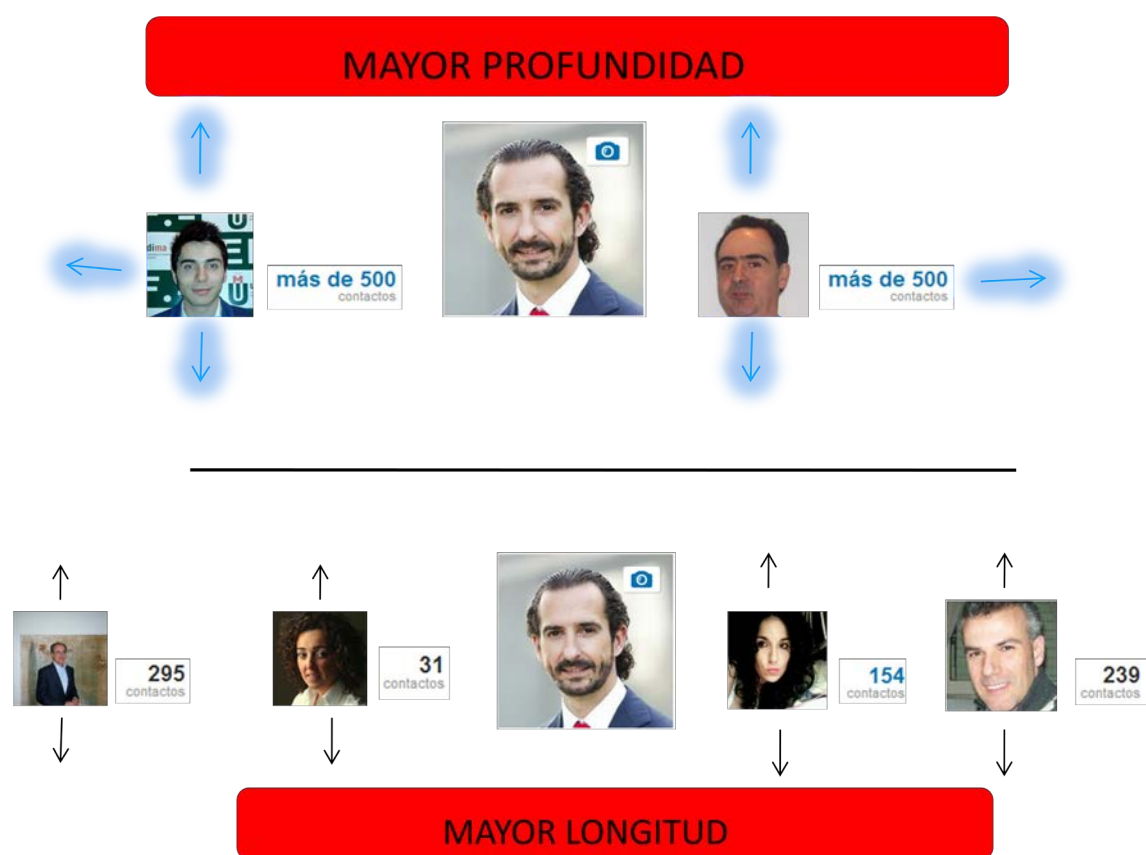 MAYOR PROFUNDIDAD
dima
U
E
M
U
más de 500
contactos
más de 500
contactos
295
contactos
31
contactos
154
contactos
239
contactos
MAYOR LONGITUD